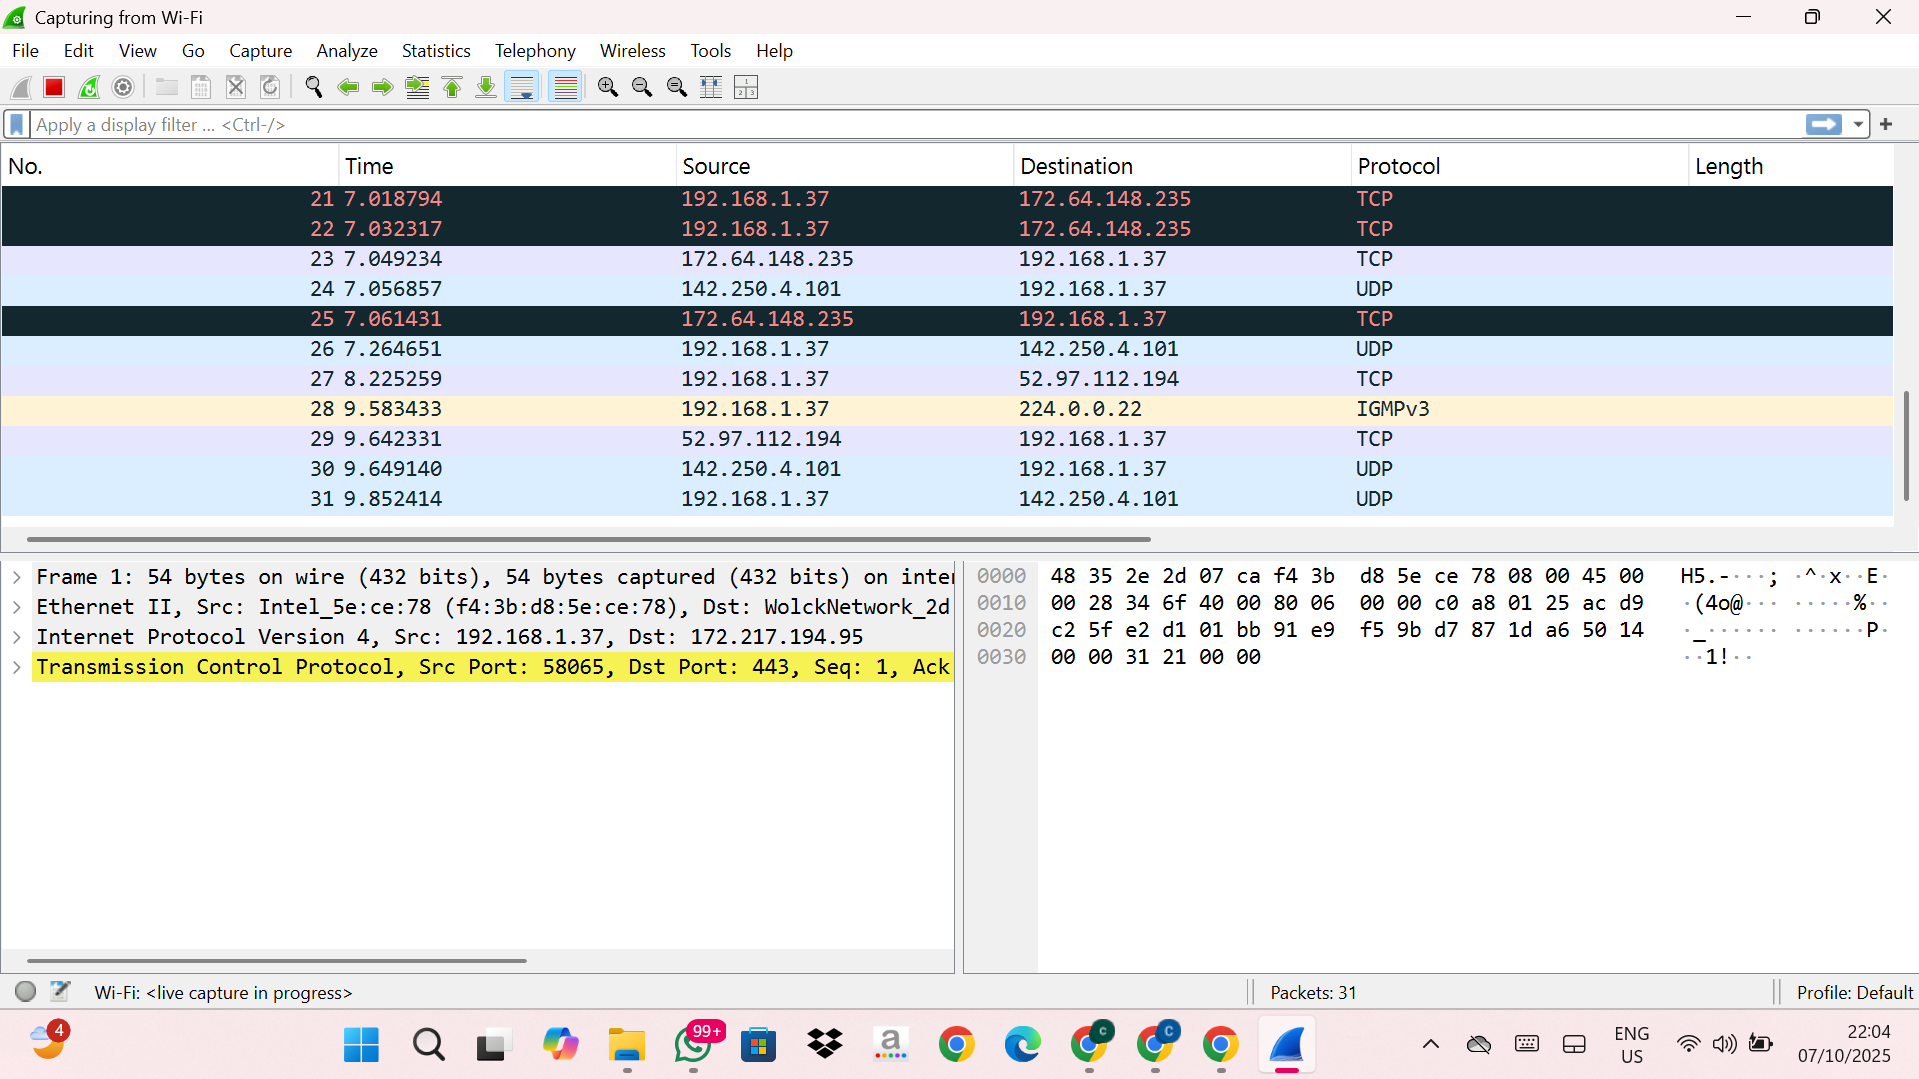 Capturing from Wi-Fi
File Edit View Go Capture Analyze Statistics Telephony Wireless Tools Help
Apply a display filter ... <Ctrl-/>
No. Time Source Destination Protocol Length
21 7.018794 192.168.1.37 172.64.148.235 TCP
22 7.032317 192.168.1.37 172.64.148.235 TCP
23 7.049234 172.64.148.235 192.168.1.37 TCP
24 7.056857 142.250.4.101 192.168.1.37 UDP
25 7.061431 172.64.148.235 192.168.1.37 TCP
26 7.264651 192.168.1.37 142.250.4.101 UDP
27 8.225259 192.168.1.37 52.97.112.194 TCP
28 9.583433 192.168.1.37 224.0.0.22 IGMPv3
29 9.642331 52.97.112.194 192.168.1.37 TCP
30 9.649140 142.250.4.101 192.168.1.37 UDP
31 9.852414 192.168.1.37 142.250.4.101 UDP
Frame 1: 54 bytes on wire (432 bits), 54 bytes captured (432 bits) on inte
Ethernet II, Src: Intel_5e:ce:78 (f4:3b:d8:5e:ce:78), Dst: WolckNetwork_2d
Internet Protocol Version 4, Src: 192.168.1.37, Dst: 172.217.194.95
Transmission Control Protocol, Src Port: 58065, Dst Port: 443, Seq: 1, Ack
0000 48 35 2e 2d 07 ca f4 3b d8 5e ce 78 08 00 45 00 H5.-···; ·^·x··E·
0010 00 28 34 6f 40 00 80 06 00 00 c0 a8 01 25 ac d9 ·(4o@··· ·····%··
0020 c2 5f e2 d1 01 bb 91 e9 f5 9b d7 87 1d a6 50 14 ·_······ ······P·
0030 00 00 31 21 00 00 ··1!··
Wi-Fi: <live capture in progress> Packets: 31 Profile: Default
4
99+
a
C
C
ENG
US
22:04
07/10/2025